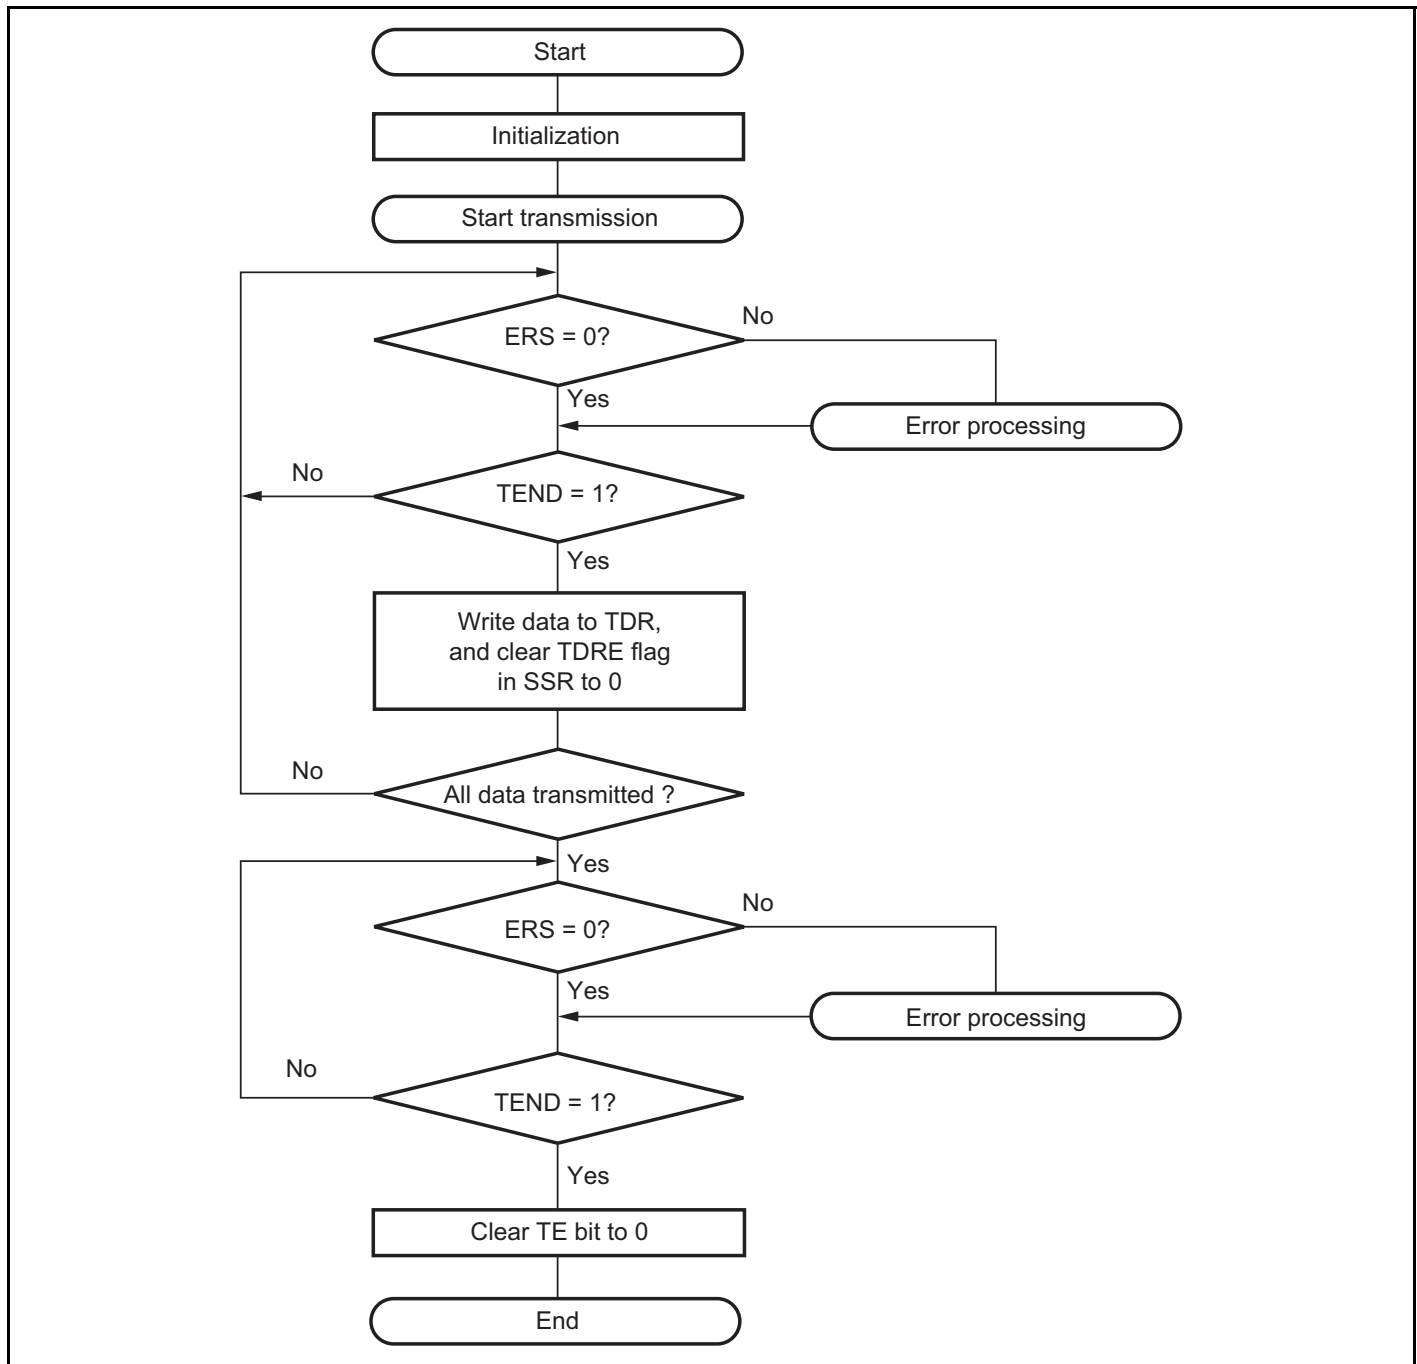 Start
Initialization
Start transmission
ERS = 0?
No
Yes
Error processing
No
TEND = 1?
Yes
Write data to TDR,
and clear TDRE flag
in SSR to 0
No
All data transmitted ?
Yes
ERS = 0?
No
Yes
Error processing
No
TEND = 1?
Yes
Clear TE bit to 0
End